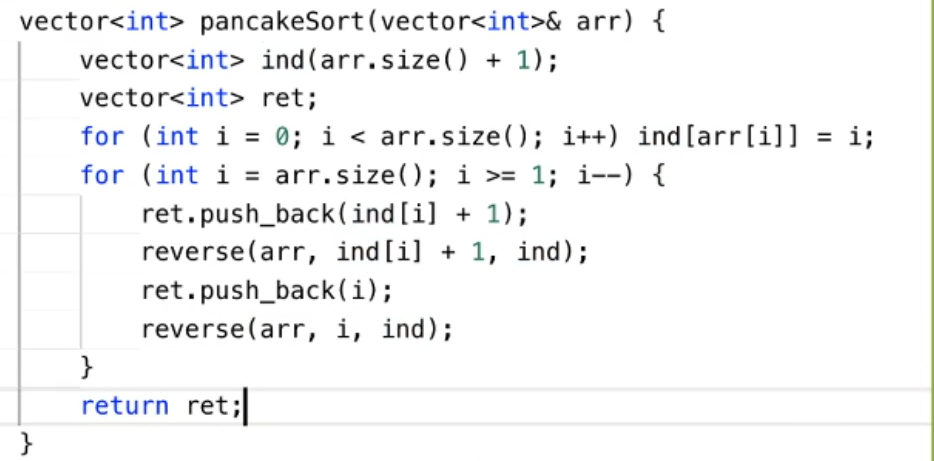 vector<int> pancakeSort(vector<int>& arr) {
    vector<int> ind(arr.size() + 1);
    vector<int> ret;
    for (int i = 0; i < arr.size(); i++) ind[arr[i]] = i;
    for (int i = arr.size(); i >= 1; i--) {
        ret.push_back(ind[i] + 1);
        reverse(arr, ind[i] + 1, ind);
        ret.push_back(i);
        reverse(arr, i, ind);
    }
    return ret;
}